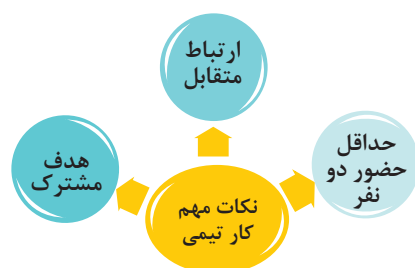 ارتباط
متقابل
حداقل
حضور دو
نفر
هدف
مشترک
نکات مهم
کار تیمی